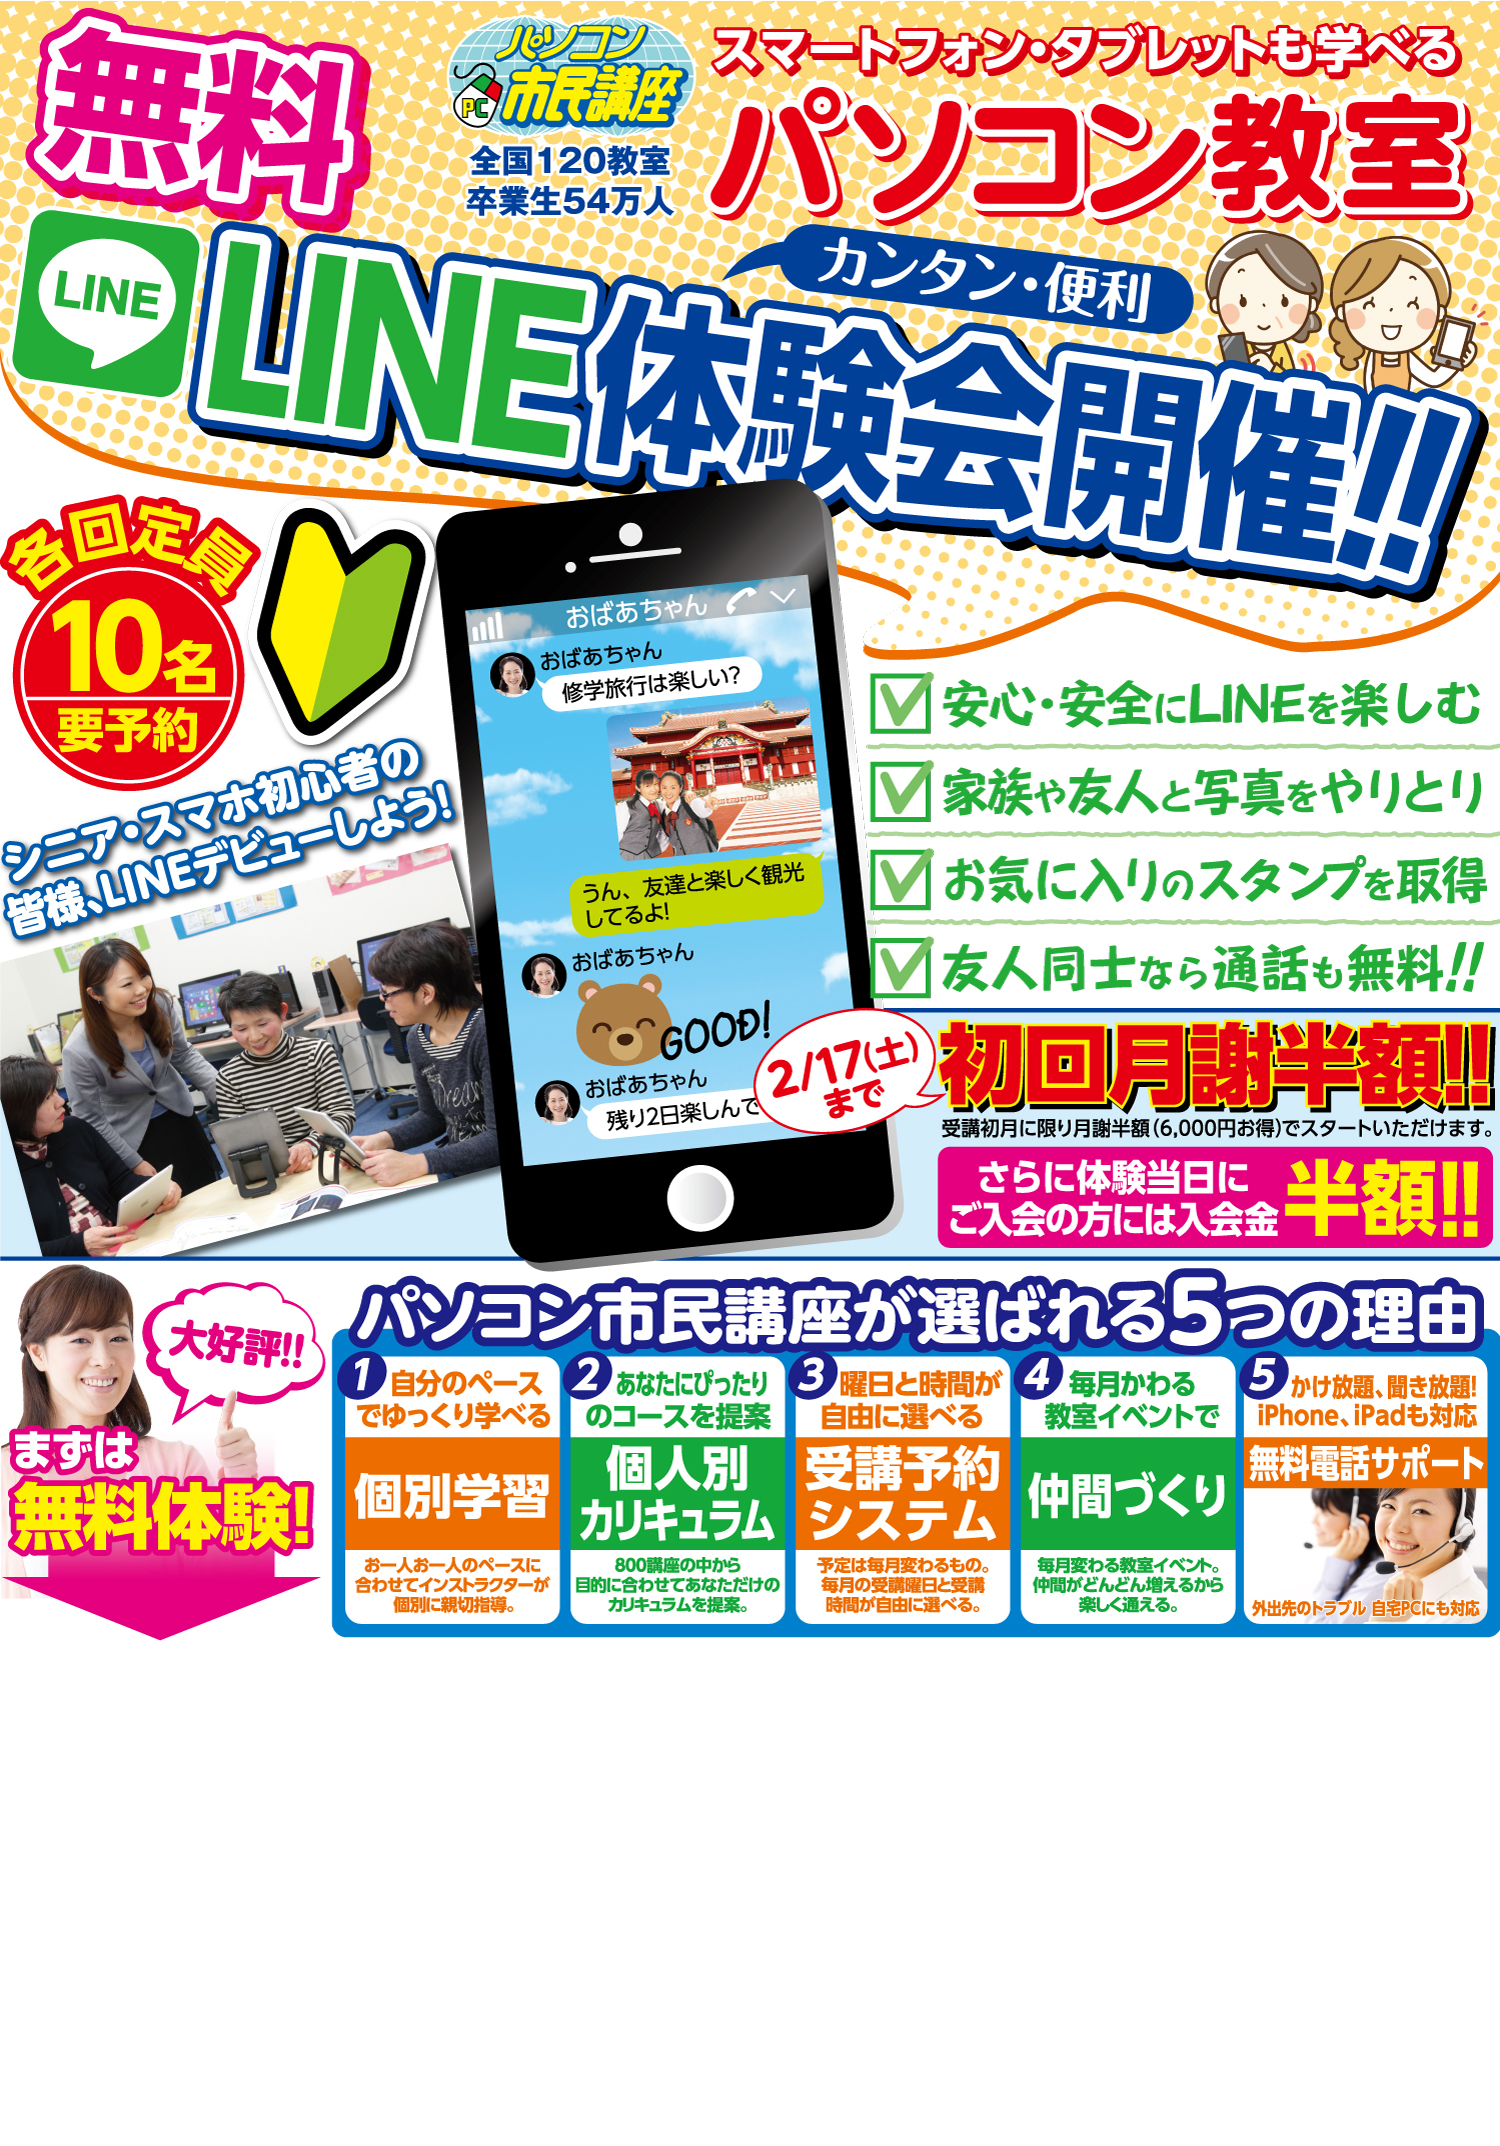 無料
パソコン
市民講座
PC
全国120教室
卒業生54万人
スマートフォン・タブレットも学べる
パソコン教室
LINE
カンタン・便利
LINE体験会開催!!
各回定員
10名
要予約
シニア・スマホ初心者の
皆様、LINEデビューしよう!
おばあちゃん
おばあちゃん
修学旅行は楽しい?
うん、友達と楽しく観光
してるよ!
おばあちゃん
GOOD!
おばあちゃん
残り2日楽しんで
安心・安全にLINEを楽しむ
家族や友人と写真をやりとり
お気に入りのスタンプを取得
友人同士なら通話も無料!!
2/17(土)
まで
初回月謝半額!!
受講初月に限り月謝半額(6,000円お得)でスタートいただけます。
さらに体験当日に
ご入会の方には入会金
半額!!
大好評!!
まずは
無料体験!
パソコン市民講座が選ばれる5つの理由
1 自分のペース
でゆっくり学べる
個別学習
お一人お一人のペースに
合わせてインストラクターが
個別に親切指導。
2 あなたにぴったり
のコースを提案
個人別
カリキュラム
800講座の中から
目的に合わせてあなただけの
カリキュラムを提案。
3 曜日と時間が
自由に選べる
受講予約
システム
予定は毎月変わるもの。
毎月の受講曜日と受講
時間が自由に選べる。
4 毎月かわる
教室イベントで
仲間づくり
毎月変わる教室イベント。
仲間がどんどん増えるから
楽しく通える。
5 かけ放題、聞き放題!
iPhone、iPadも対応
無料電話サポート
外出先のトラブル 自宅PCにも対応